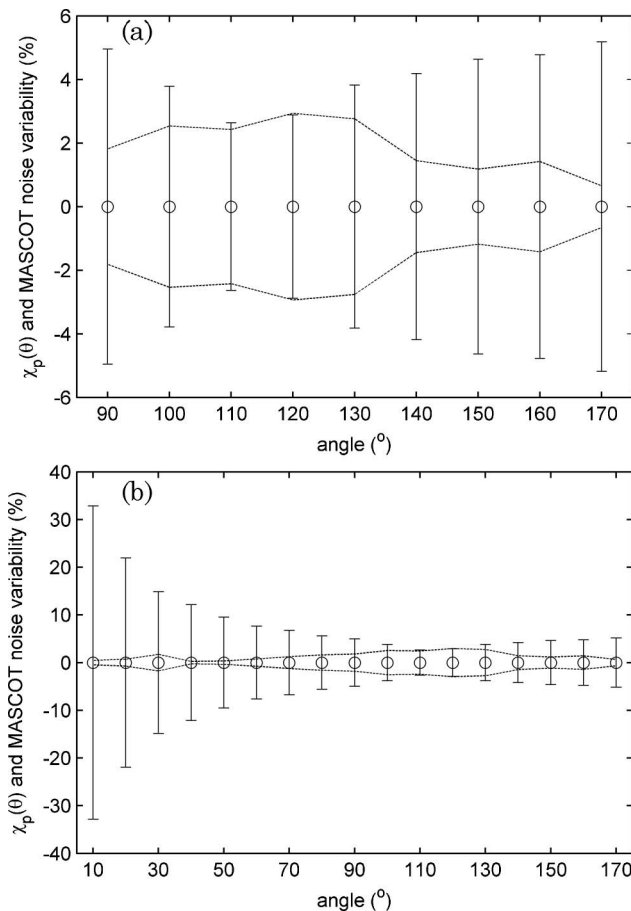 (a)
χp(θ) and MASCOT noise variability (%)
6
4
2
0
-2
-4
-6
90 100 110 120 130 140 150 160 170
angle (°)
(b)
χp(θ) and MASCOT noise variability (%)
40
30
20
10
0
-10
-20
-30
-40
10 30 50 70 90 110 130 150 170
angle (°)